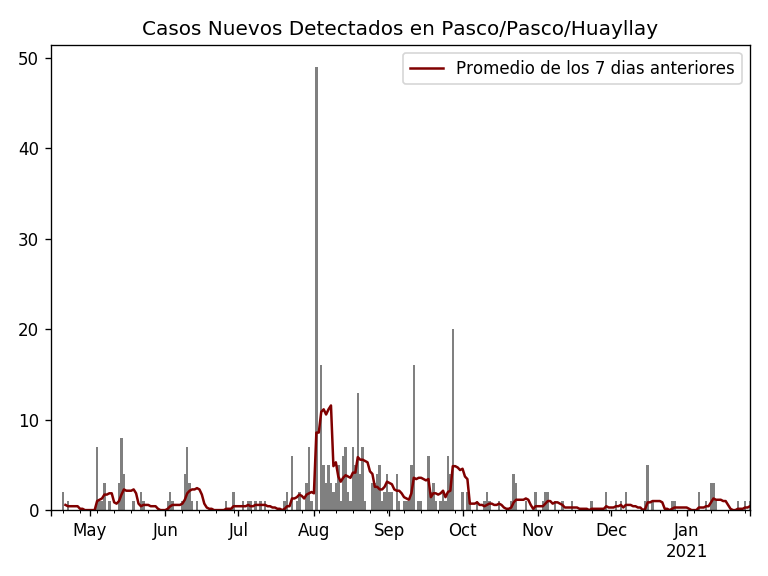 Casos Nuevos Detectados en Pasco/Pasco/Huayllay
Promedio de los 7 dias anteriores
50
40
30
20
10
0
May Jun Jul Aug Sep Oct Nov Dec Jan
2021